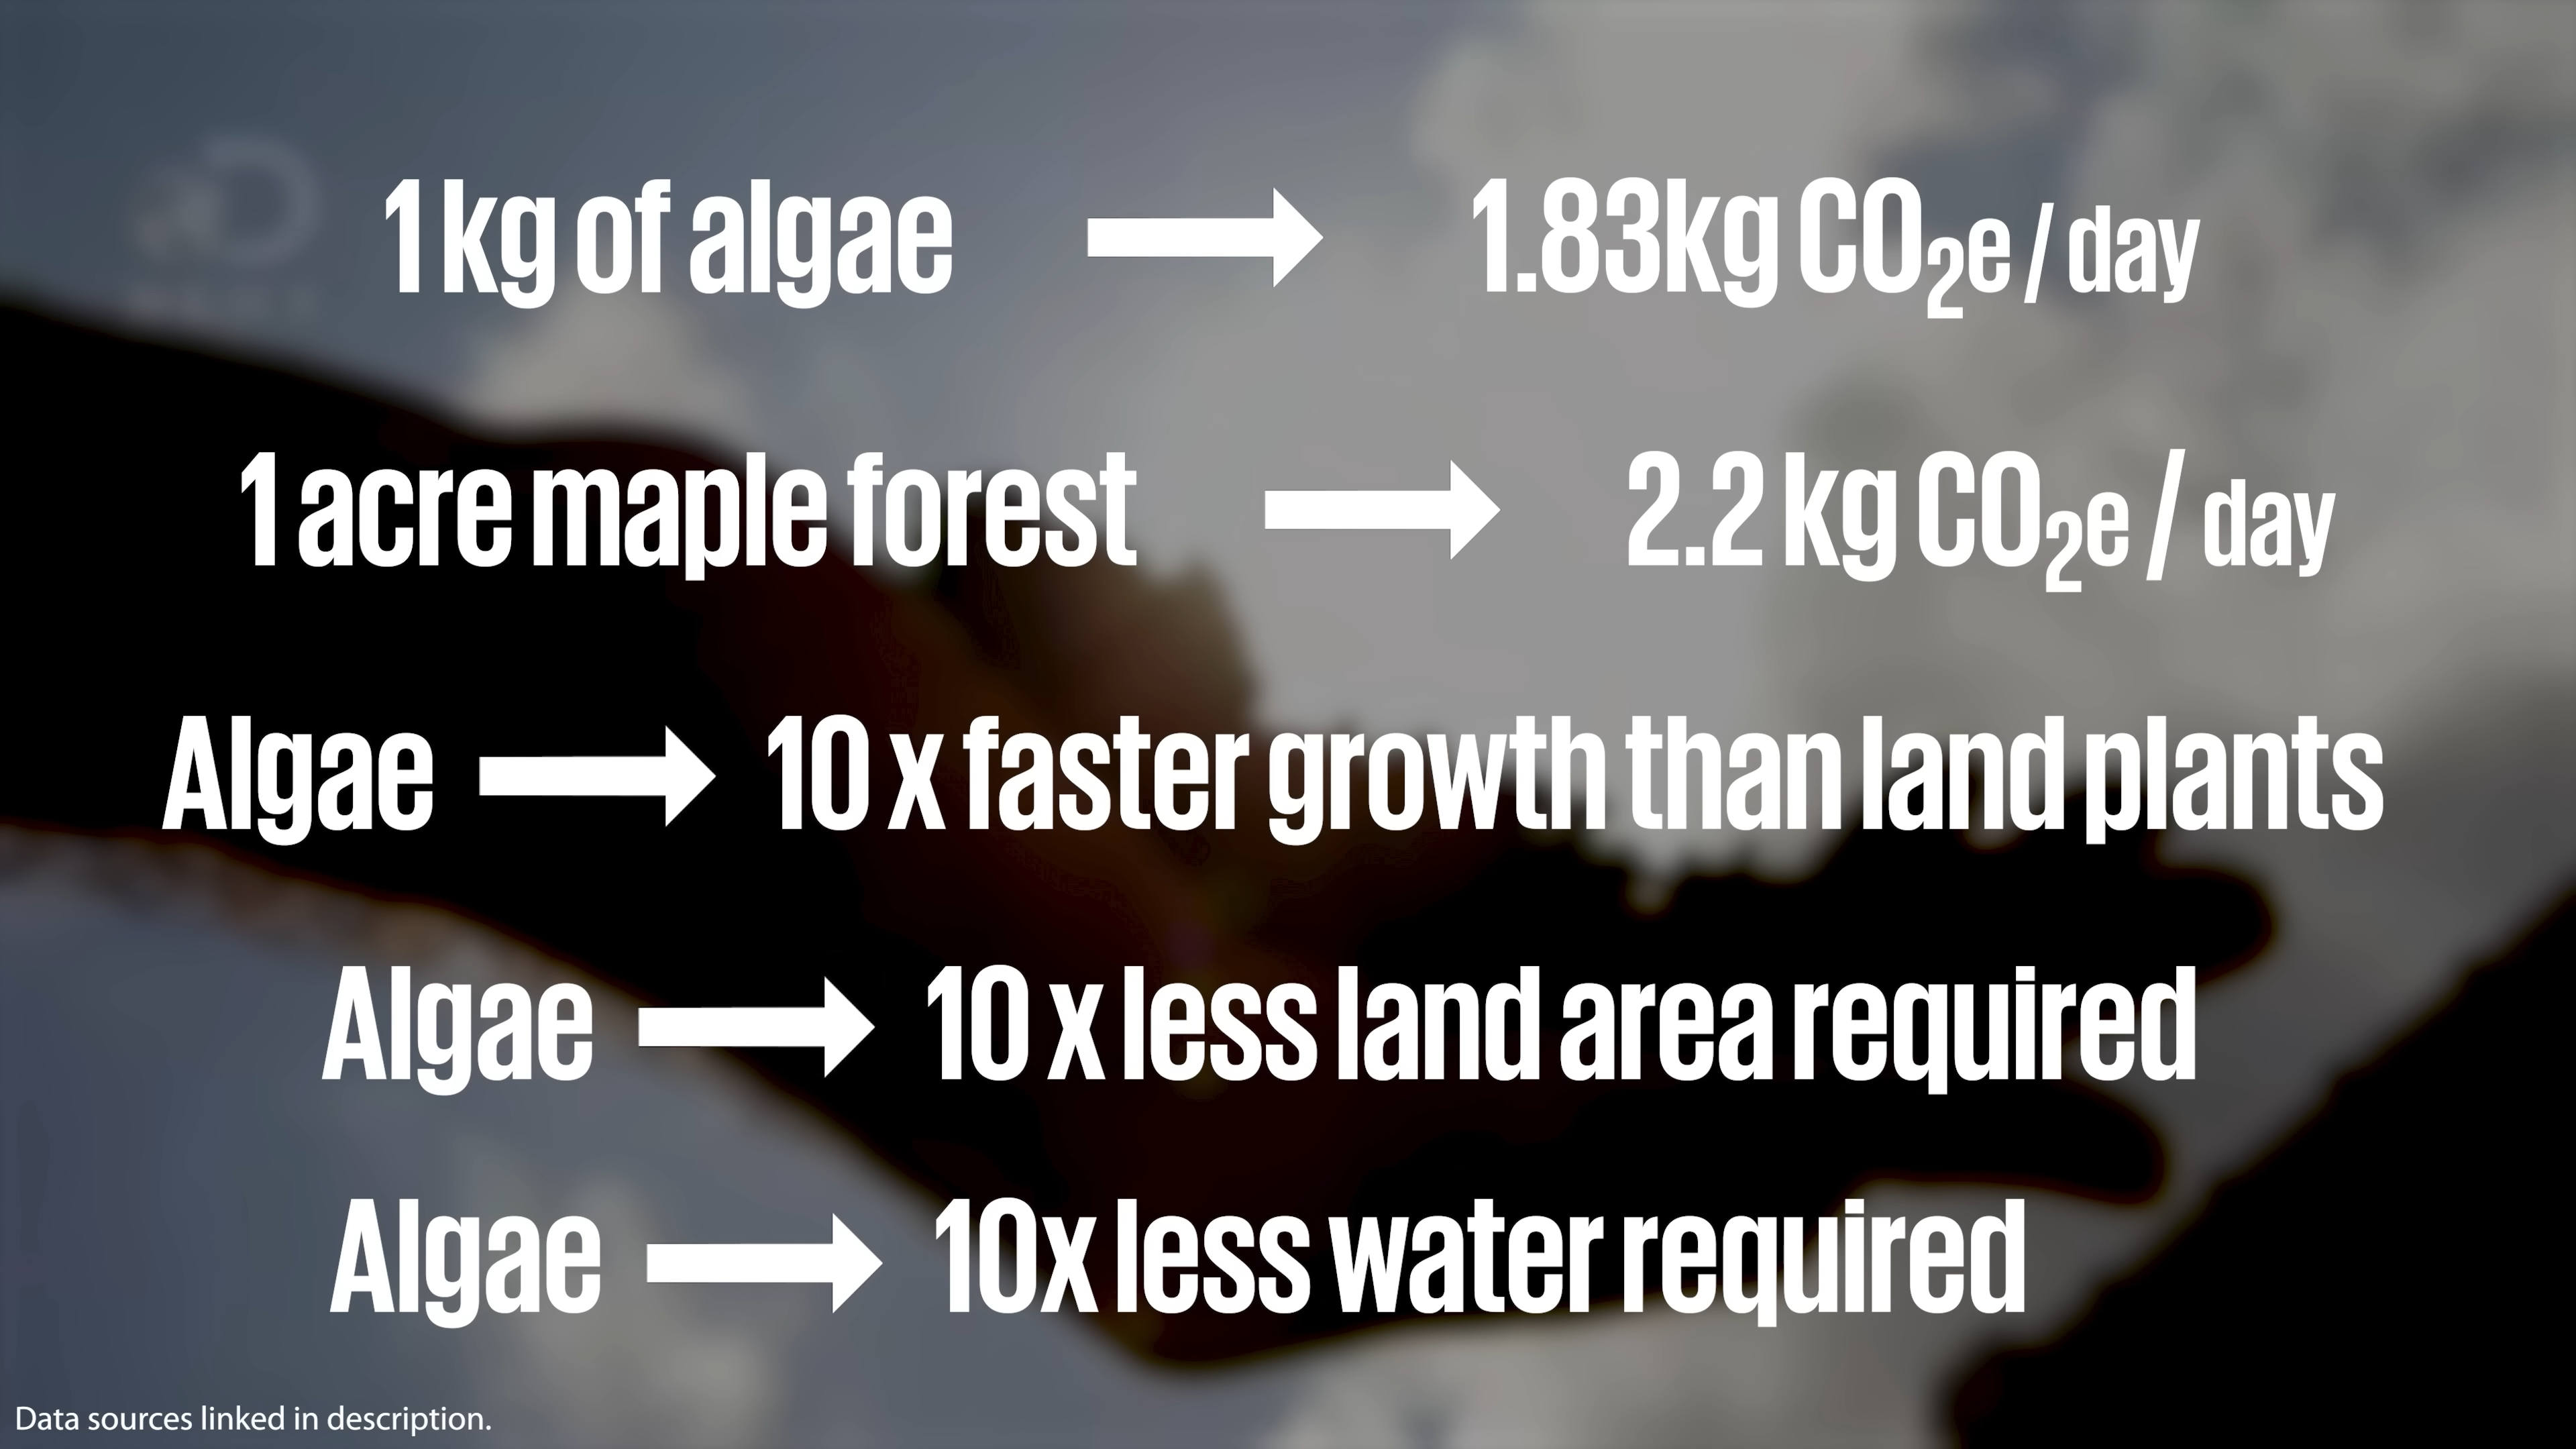 1 kg of algae → 1.83kg CO₂e / day
1 acre maple forest → 2.2 kg CO₂e / day
Algae → 10 x faster growth than land plants
Algae → 10 x less land area required
Algae → 10x less water required
Data sources linked in description.